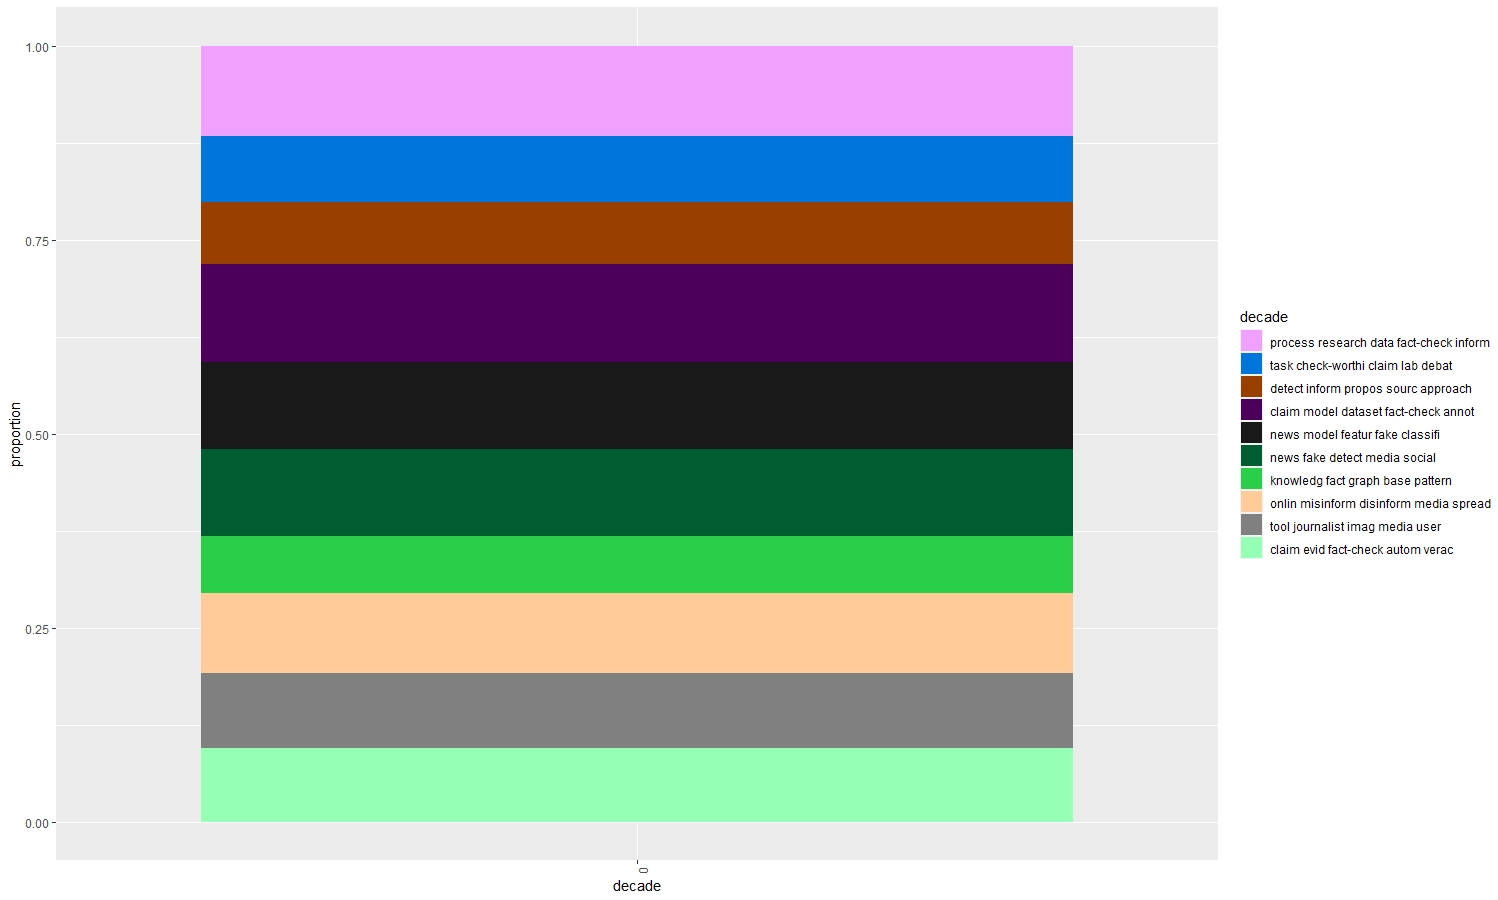 1.00
0.75
0.50
0.25
0.00
proportion
0
decade
decade
process research data fact-check inform
task check-worthi claim lab debat
detect inform propos sourc approach
claim model dataset fact-check annot
news model featur fake classifi
news fake detect media social
knowledg fact graph base pattern
onlin misinform disinform media spread
tool journalist imag media user
claim evid fact-check autom verac